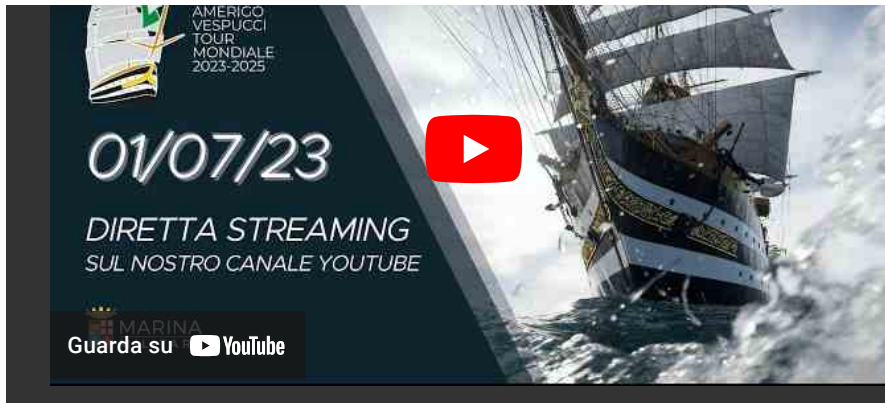 AMERIGO
VESPUCCI
TOUR
MONDIALE
2023-2025
01/07/23
DIRETTA STREAMING
SUL NOSTRO CANALE YOUTUBE
MARINA
Guarda su YouTube